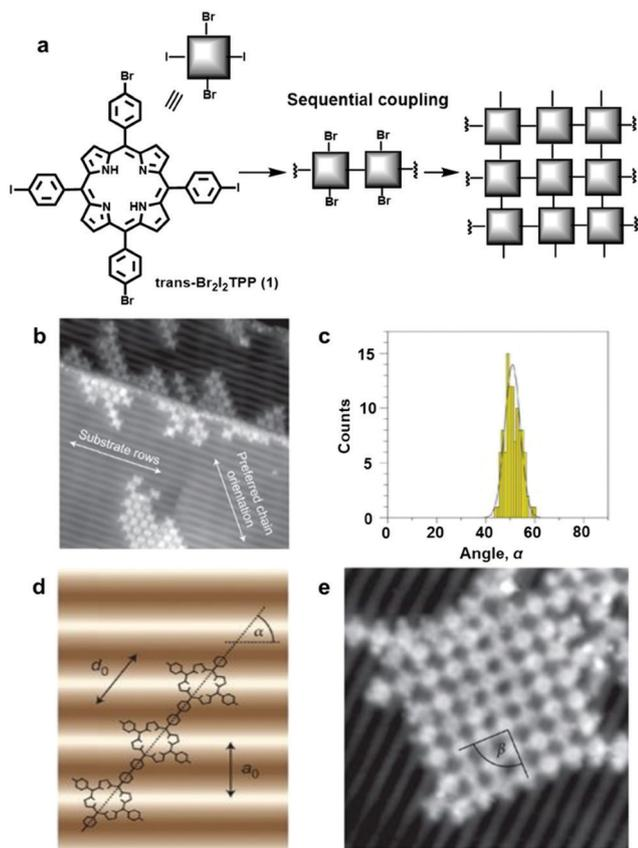 a
Br
I
I
Br
Br
Sequential coupling
NH
N
I
I
N
HN
Br
trans-Br₂I₂TPP (1)
Br Br
Br Br
b
Substrate rows
Preferred chain
orientation
c
Counts
15
10
5
0
0 20 40 60 80
Angle, α
d
α
d₀
a₀
e
β